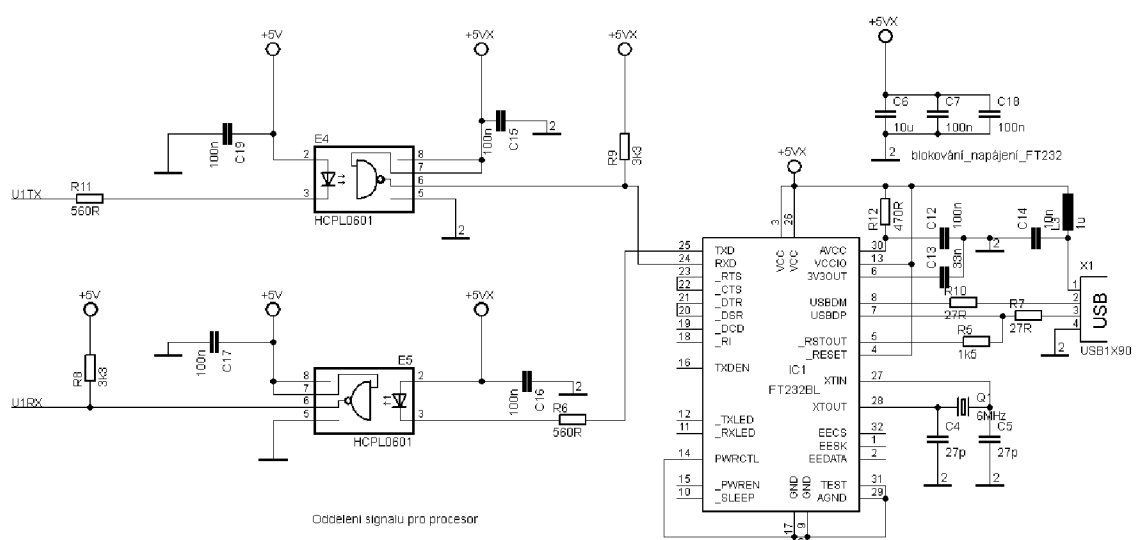 +5V
+5VX
+5VX
+5VX
C19
100n
E4
2
3
8
7
6
5
HCPL0601
C15
100n
2
2
R9
3k3
C6
10u
C7
100n
C18
100n
2
blokování_napájení_FT232
U1TX
R11
560R
+5VX
3
26
VCC
VCC
R12
470R
C12
100n
C13
33n
2
C14
10n
L3
1u
25 TXD
24 RXD
23 _RTS
22 _CTS
21 _DTR
20 _DSR
19 _DCD
18 _RI
16 TXDEN
12 _TXLED
11 _RXLED
14 PWRCTL
15 _PWREN
10 _SLEEP
AVCC 30
VCCIO 13
3V3OUT 6
USBDM 8
USBDP 7
_RSTOUT 5
_RESET 4
IC1
FT232BL
XTIN 27
XTOUT 28
EECS 32
EESK 1
EEDATA 2
TEST 31
AGND 29
GND
GND
17
9
R10
27R
R7
27R
R5
1k5
X1
1
2
3
4
USB
USB1X90
2
Q1
6MHz
C4
27p
C5
27p
2
2
+5V
+5V
+5VX
R8
3k3
C17
100n
E5
8
7
6
5
2
3
HCPL0601
C16
100n
2
R6
560R
U1RX
Oddeleni signalu pro procesor